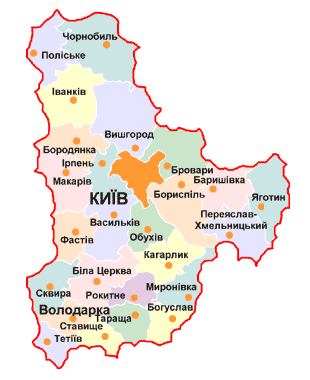 Чорнобиль
Поліське
Іванків
Вишгород
Бородянка
Ірпень
Макарів
Бровари
Баришівка
Бориспіль
Яготин
КИЇВ
Переяслав-
Хмельницький
Васильків
Обухів
Фастів
Кагарлик
Біла Церква
Миронівка
Сквира
Рокитне
Володарка
Богуслав
Тараща
Ставище
Тетіїв